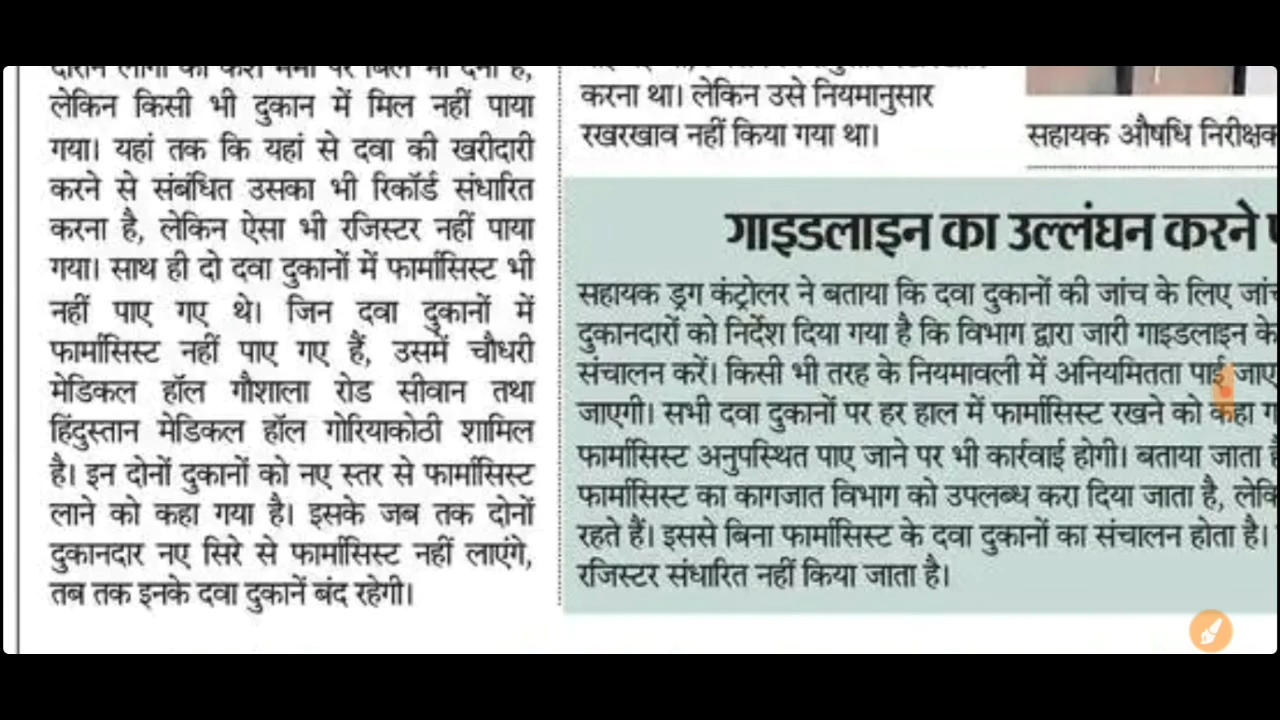 लेकिन किसी भी दुकान में मिल नहीं पाया
गया। यहां तक कि यहां से दवा की खरीदारी
करने से संबंधित उसका भी रिकॉर्ड संधारित
करना है, लेकिन ऐसा भी रजिस्टर नहीं पाया
गया। साथ ही दो दवा दुकानों में फार्मासिस्ट भी
नहीं पाए गए थे। जिन दवा दुकानों में
फार्मासिस्ट नहीं पाए गए हैं, उसमें चौधरी
मेडिकल हॉल गौशाला रोड सीवान तथा
हिंदुस्तान मेडिकल हॉल गोरियाकोठी शामिल
है। इन दोनों दुकानों को नए स्तर से फार्मासिस्ट
लाने को कहा गया है। इसके जब तक दोनों
दुकानदार नए सिरे से फार्मासिस्ट नहीं लाएंगे,
तब तक इनके दवा दुकानें बंद रहेगी।
करना था। लेकिन उसे नियमानुसार
रखरखाव नहीं किया गया था।
सहायक औषधि निरीक्षक
गाइडलाइन का उल्लंघन करने
सहायक ड्रग कंट्रोलर ने बताया कि दवा दुकानों की जांच के लिए जांच
दुकानदारों को निर्देश दिया गया है कि विभाग द्वारा जारी गाइडलाइन के
संचालन करें। किसी भी तरह के नियमावली में अनियमितता पाई जाए
जाएगी। सभी दवा दुकानों पर हर हाल में फार्मासिस्ट रखने को कहा
फार्मासिस्ट अनुपस्थित पाए जाने पर भी कार्रवाई होगी। बताया जाता
फार्मासिस्ट का कागजात विभाग को उपलब्ध करा दिया जाता है,
रहते हैं। इससे बिना फार्मासिस्ट के दवा दुकानों का संचालन होता है।
रजिस्टर संधारित नहीं किया जाता है।